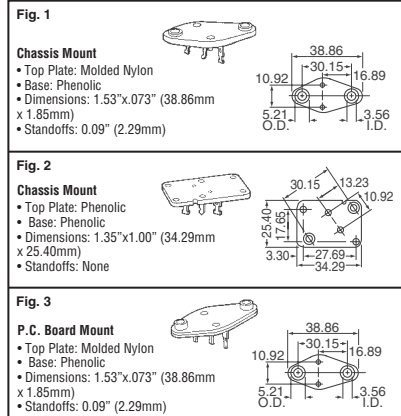 Fig. 1
Chassis Mount
• Top Plate: Molded Nylon
• Base: Phenolic
• Dimensions: 1.53"x.073" (38.86mm
x 1.85mm)
• Standoffs: 0.09" (2.29mm)
38.86
30.15
10.92
16.89
5.21
O.D.
3.56
I.D.
Fig. 2
Chassis Mount
• Top Plate: Phenolic
• Base: Phenolic
• Dimensions: 1.35"x1.00" (34.29mm
x 25.40mm)
• Standoffs: None
30.15
13.23
10.92
25.40
17.65
3.30
27.69
34.29
Fig. 3
P.C. Board Mount
• Top Plate: Molded Nylon
• Base: Phenolic
• Dimensions: 1.53"x.073" (38.86mm
x 1.85mm)
• Standoffs: 0.09" (2.29mm)
38.86
30.15
10.92
16.89
5.21
O.D.
3.56
I.D.